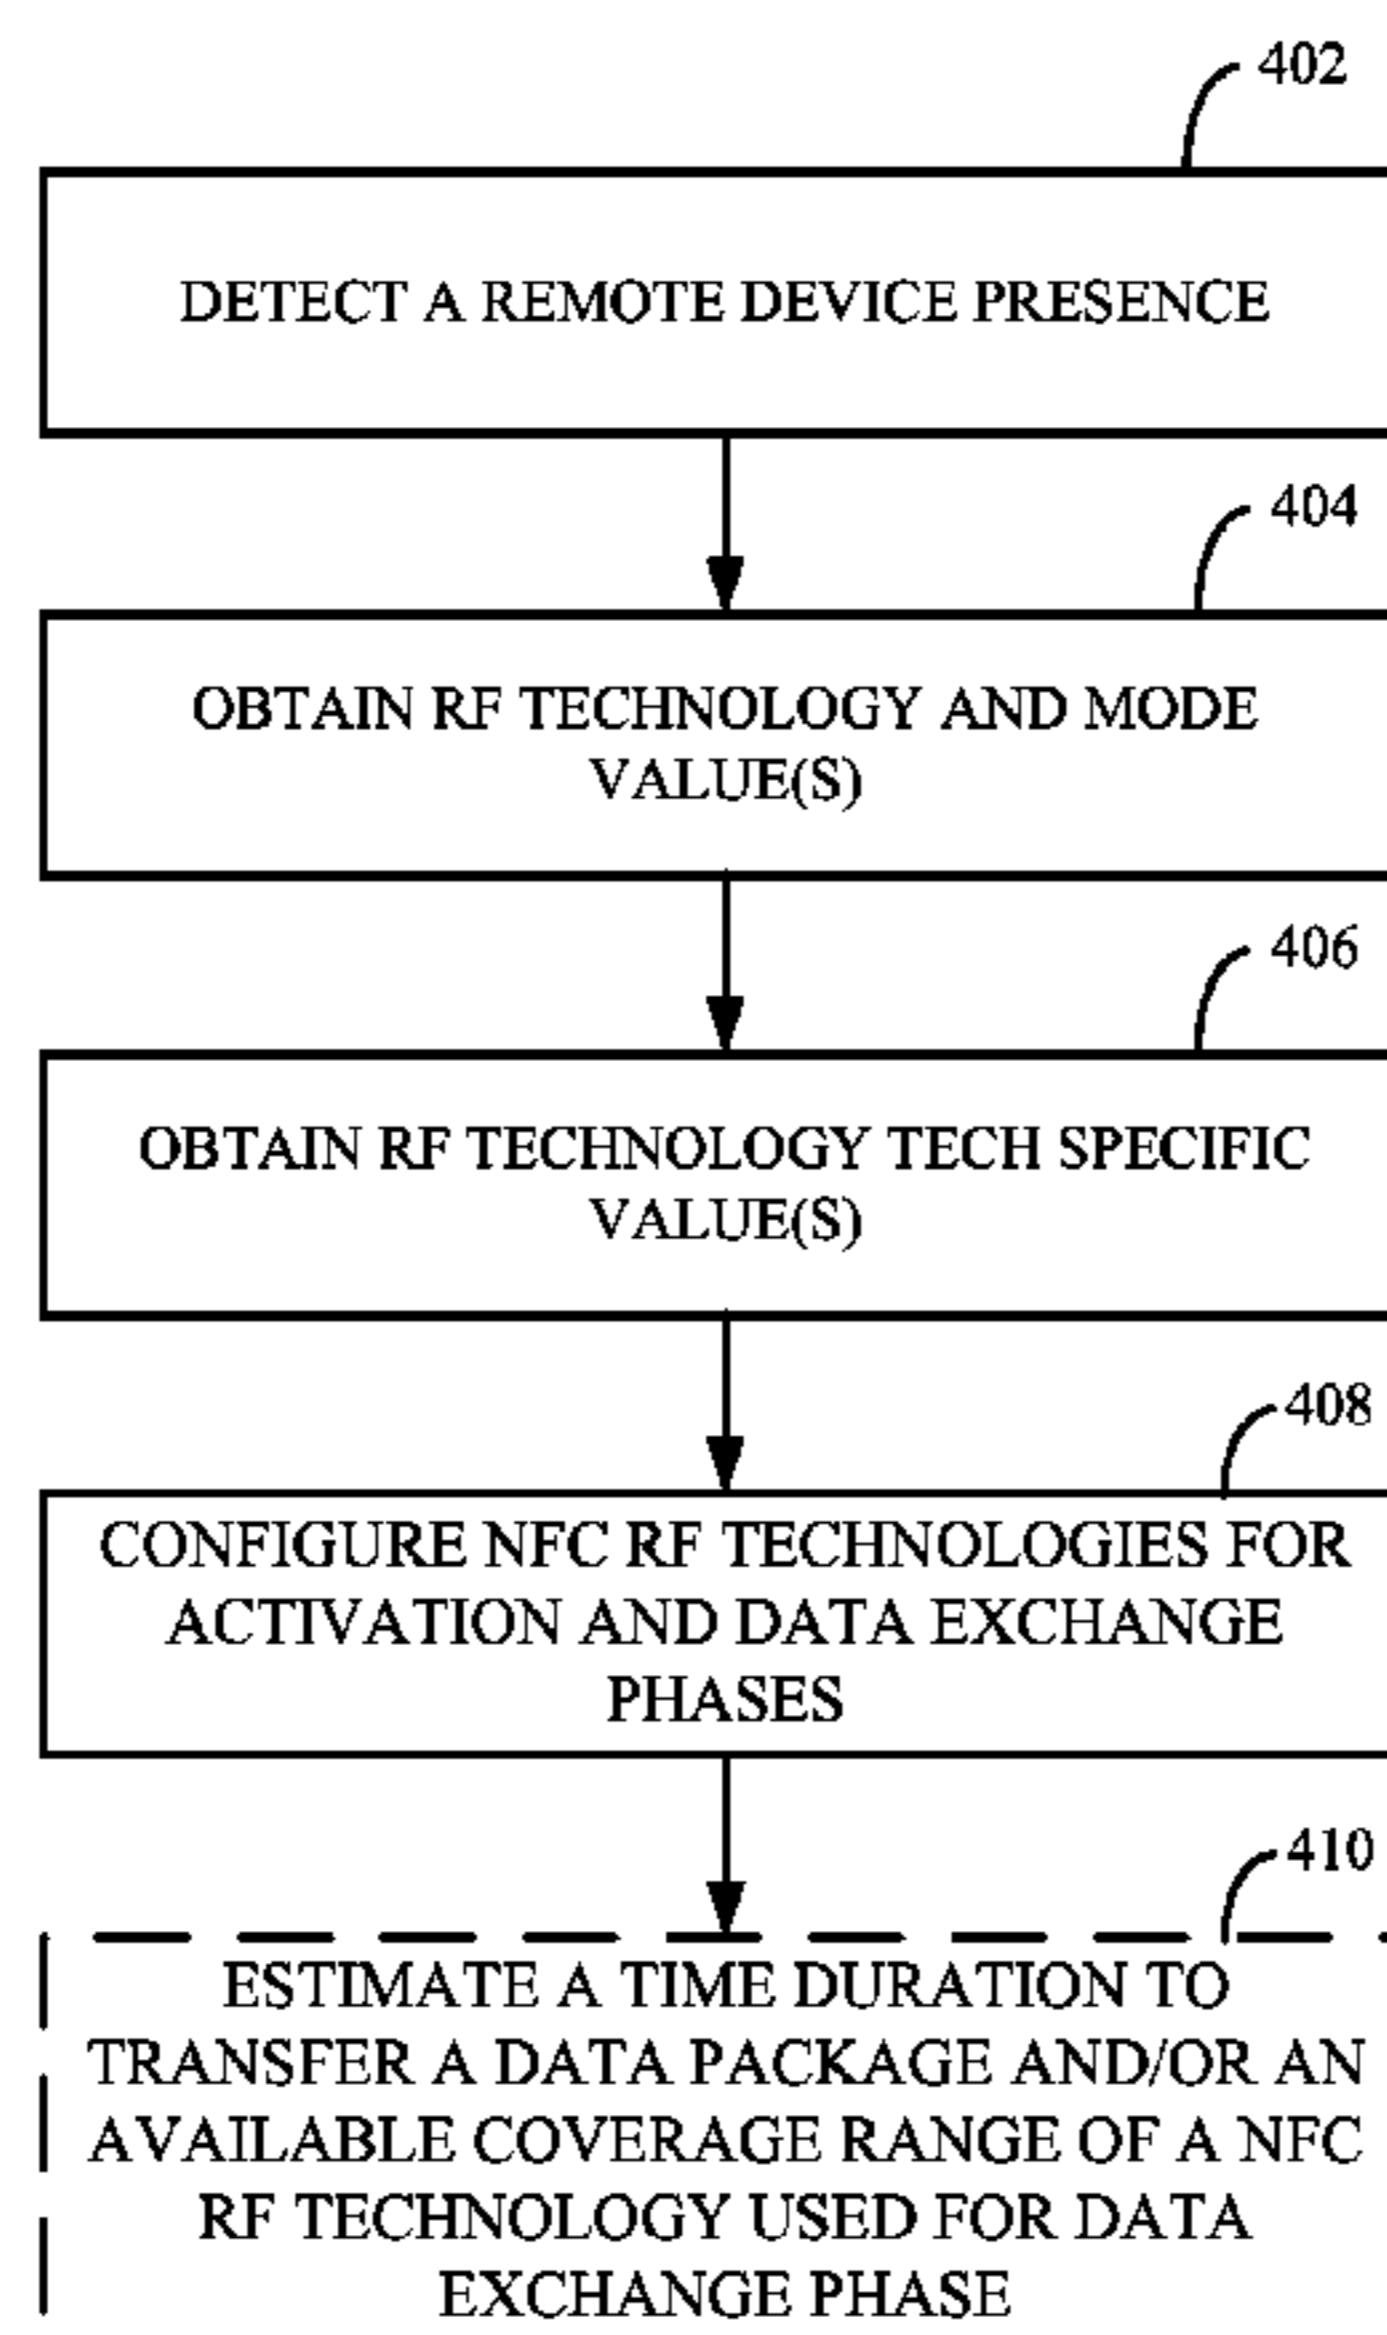 402
DETECT A REMOTE DEVICE PRESENCE
404
OBTAIN RF TECHNOLOGY AND MODE
VALUE(S)
406
OBTAIN RF TECHNOLOGY TECH SPECIFIC
VALUE(S)
408
CONFIGURE NFC RF TECHNOLOGIES FOR
ACTIVATION AND DATA EXCHANGE
PHASES
410
ESTIMATE A TIME DURATION TO
TRANSFER A DATA PACKAGE AND/OR AN
AVAILABLE COVERAGE RANGE OF A NFC
RF TECHNOLOGY USED FOR DATA
EXCHANGE PHASE